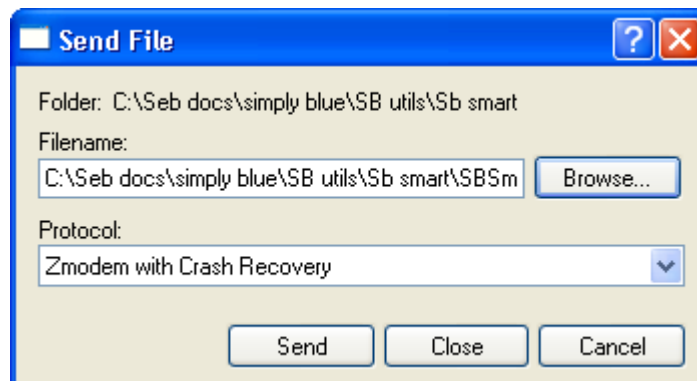 Send File
Folder: C:\Seb docs\simply blue\SB utils\Sb smart
Filename:
C:\Seb docs\simply blue\SB utils\Sb smart\SBSm
Browse...
Protocol:
Zmodem with Crash Recovery
Send Close Cancel